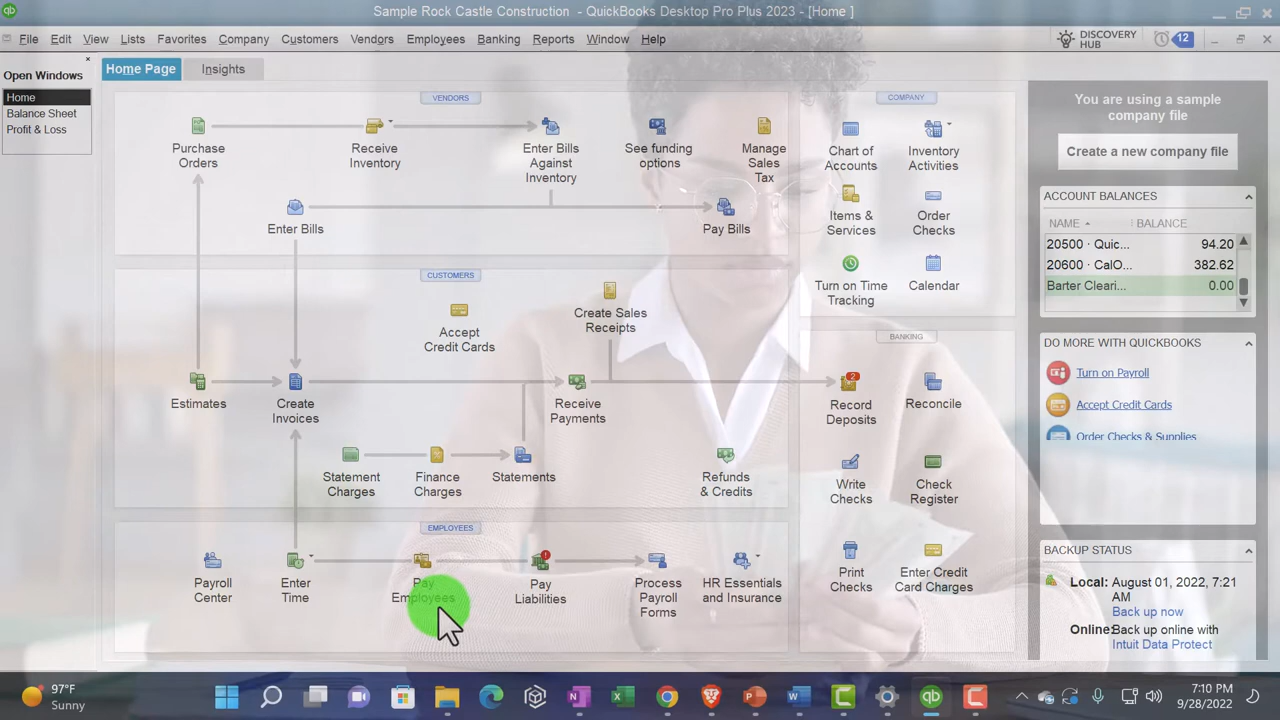 Sample Rock Castle Construction - QuickBooks Desktop Pro Plus 2023 - [Home ]
File Edit View Lists Favorites Company Customers Vendors Employees Banking Reports Window Help
DISCOVERY
HUB
12
Open Windows
Home
Balance Sheet
Profit & Loss
Home Page
Insights
VENDORS
Purchase
Orders
Receive
Inventory
Enter Bills
Against
Inventory
See funding
options
Manage
Sales
Tax
Enter Bills
Pay Bills
CUSTOMERS
Accept
Credit Cards
Create Sales
Receipts
Estimates
Create
Invoices
Receive
Payments
Statement
Charges
Finance
Charges
Statements
Refunds
& Credits
EMPLOYEES
Payroll
Center
Enter
Time
Pay
Employees
Pay
Liabilities
Process
Payroll
Forms
HR Essentials
and Insurance
COMPANY
Chart of
Accounts
Inventory
Activities
Items &
Services
Order
Checks
Turn on Time
Tracking
Calendar
BANKING
2
Record
Deposits
Reconcile
Write
Checks
Check
Register
Print
Checks
Enter Credit
Card Charges
You are using a sample
company file
Create a new company file
ACCOUNT BALANCES
NAME BALANCE
20500 · Quic... 94.20
20600 · CalO... 382.62
Barter Cleari... 0.00
DO MORE WITH QUICKBOOKS
Turn on Payroll
Accept Credit Cards
Order Checks & Supplies
BACKUP STATUS
Local: August 01, 2022, 7:21
AM
Back up now
Online: Back up online with
Intuit Data Protect
97°F
Sunny
7:10 PM
9/28/2022